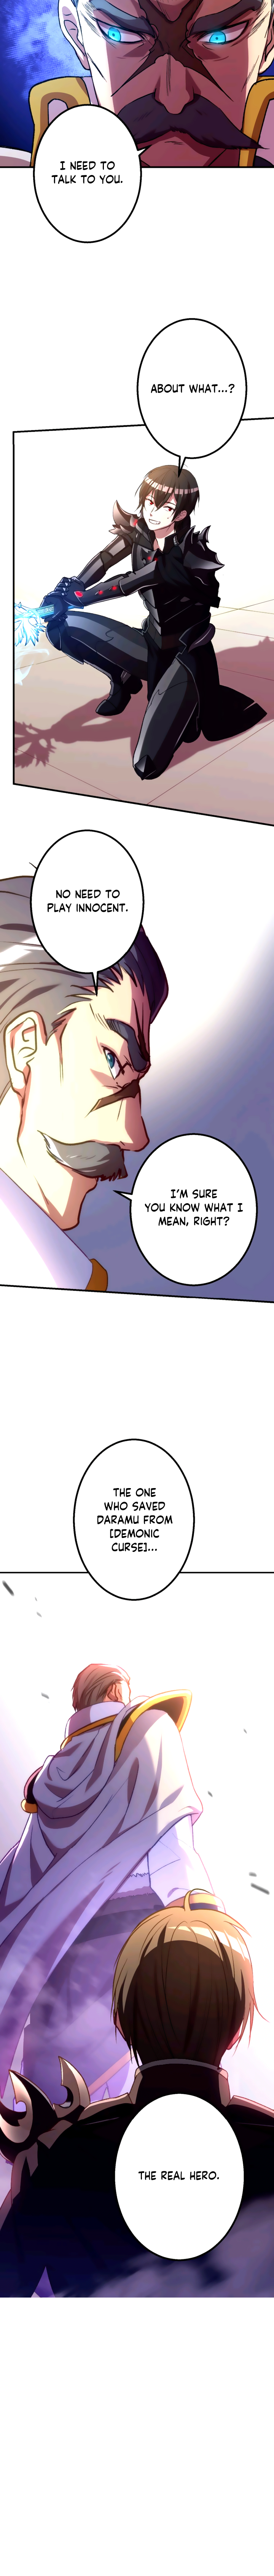 I NEED TO
TALK TO YOU.
ABOUT WHAT...?
NO NEED TO
PLAY INNOCENT.
I'M SURE
YOU KNOW WHAT I
MEAN, RIGHT?
THE ONE
WHO SAVED
DARAMU FROM
[DEMONIC
CURSE]...
THE REAL HERO.